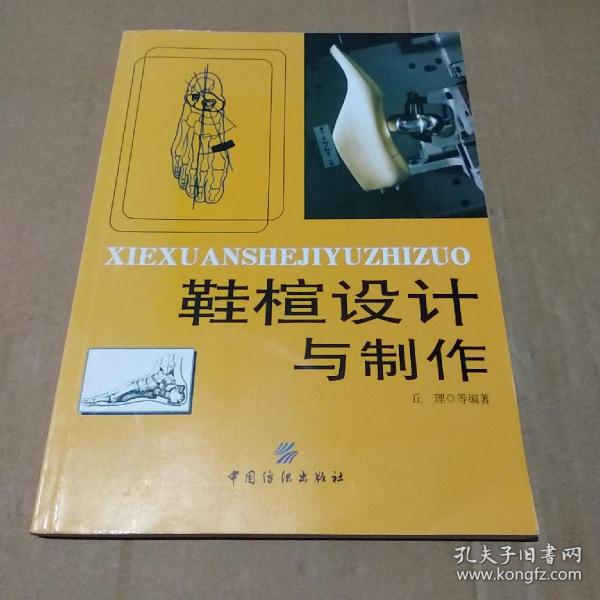 XIEXUANSHEJIYUZHIZUO
鞋楦设计
与制作
丘 理◎等编著
中国纺织出版社
孔夫子旧书网
www.kongfz.com